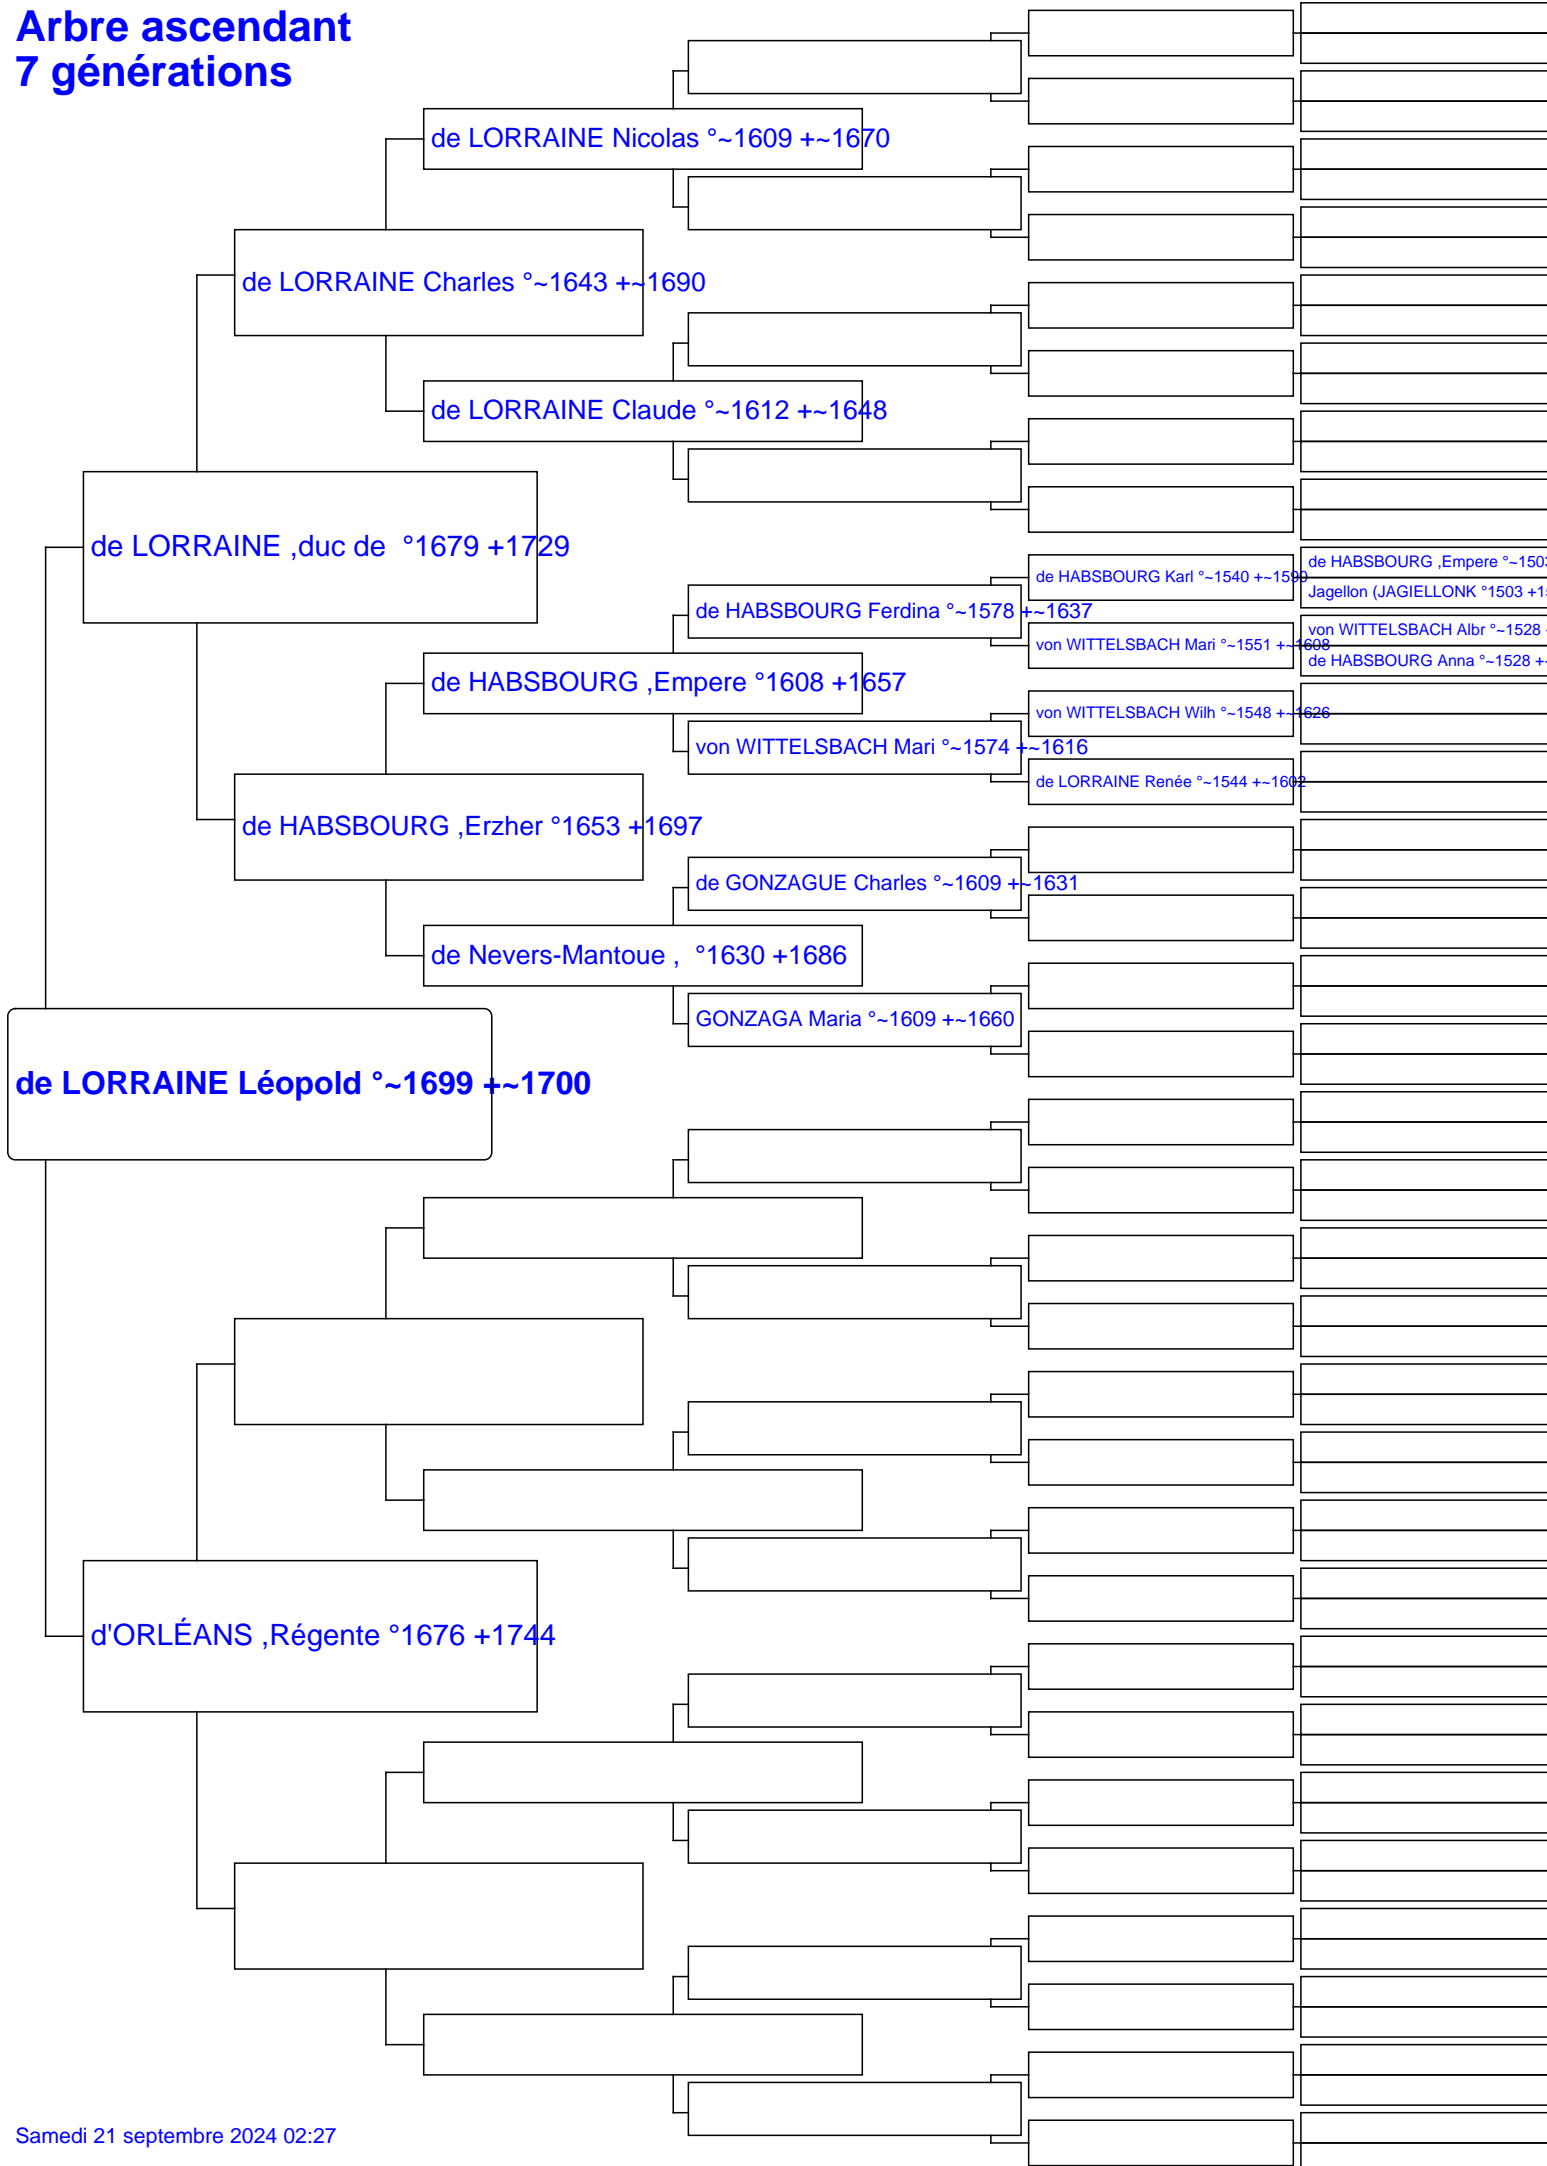 Arbre ascendant
7 générations
de LORRAINE Nicolas °~1609 +~1670
de LORRAINE Charles °~1643 +~1690
de LORRAINE Claude °~1612 +~1648
de LORRAINE ,duc de °1679 +1729
de HABSBOURG ,Empere °~1503
de HABSBOURG Karl °~1540 +~1590
Jagellon (JAGIELLONK °1503 +15
de HABSBOURG Ferdina °~1578 +~1637
von WITTELSBACH Albr °~1528 +
von WITTELSBACH Mari °~1551 +~1608
de HABSBOURG Anna °~1528 +~
de HABSBOURG ,Empere °1608 +1657
von WITTELSBACH Wilh °~1548 +~1626
von WITTELSBACH Mari °~1574 +~1616
de LORRAINE Renée °~1544 +~1602
de HABSBOURG ,Erzher °1653 +1697
de GONZAGUE Charles °~1609 +~1631
de Nevers-Mantoue , °1630 +1686
GONZAGA Maria °~1609 +~1660
de LORRAINE Léopold °~1699 +~1700
d'ORLÉANS ,Régente °1676 +1744
Samedi 21 septembre 2024 02:27